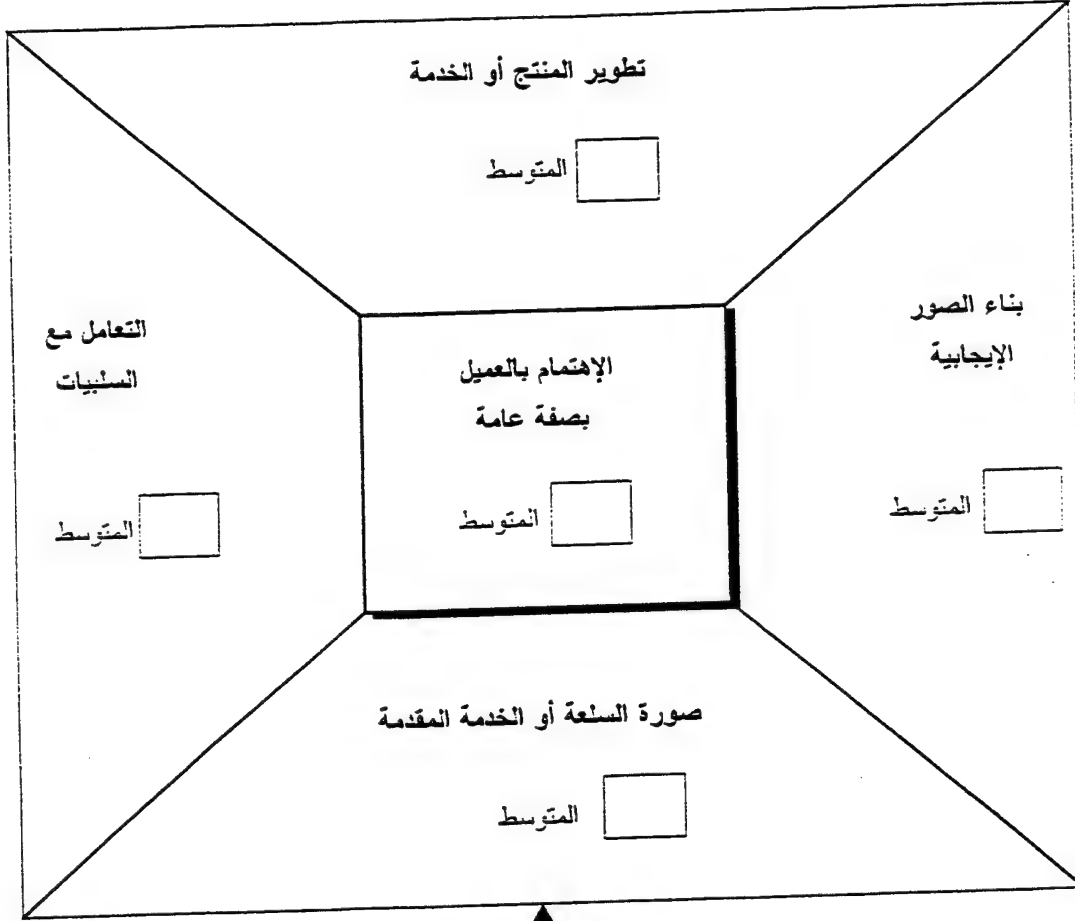 تطوير المنتج أو الخدمة
المتوسط
بناء الصور
الإيجابية
المتوسط
الإهتمام بالعميل
بصفة عامة
المتوسط
التعامل مع
السلبيات
المتوسط
صورة السلعة أو الخدمة المقدمة
المتوسط